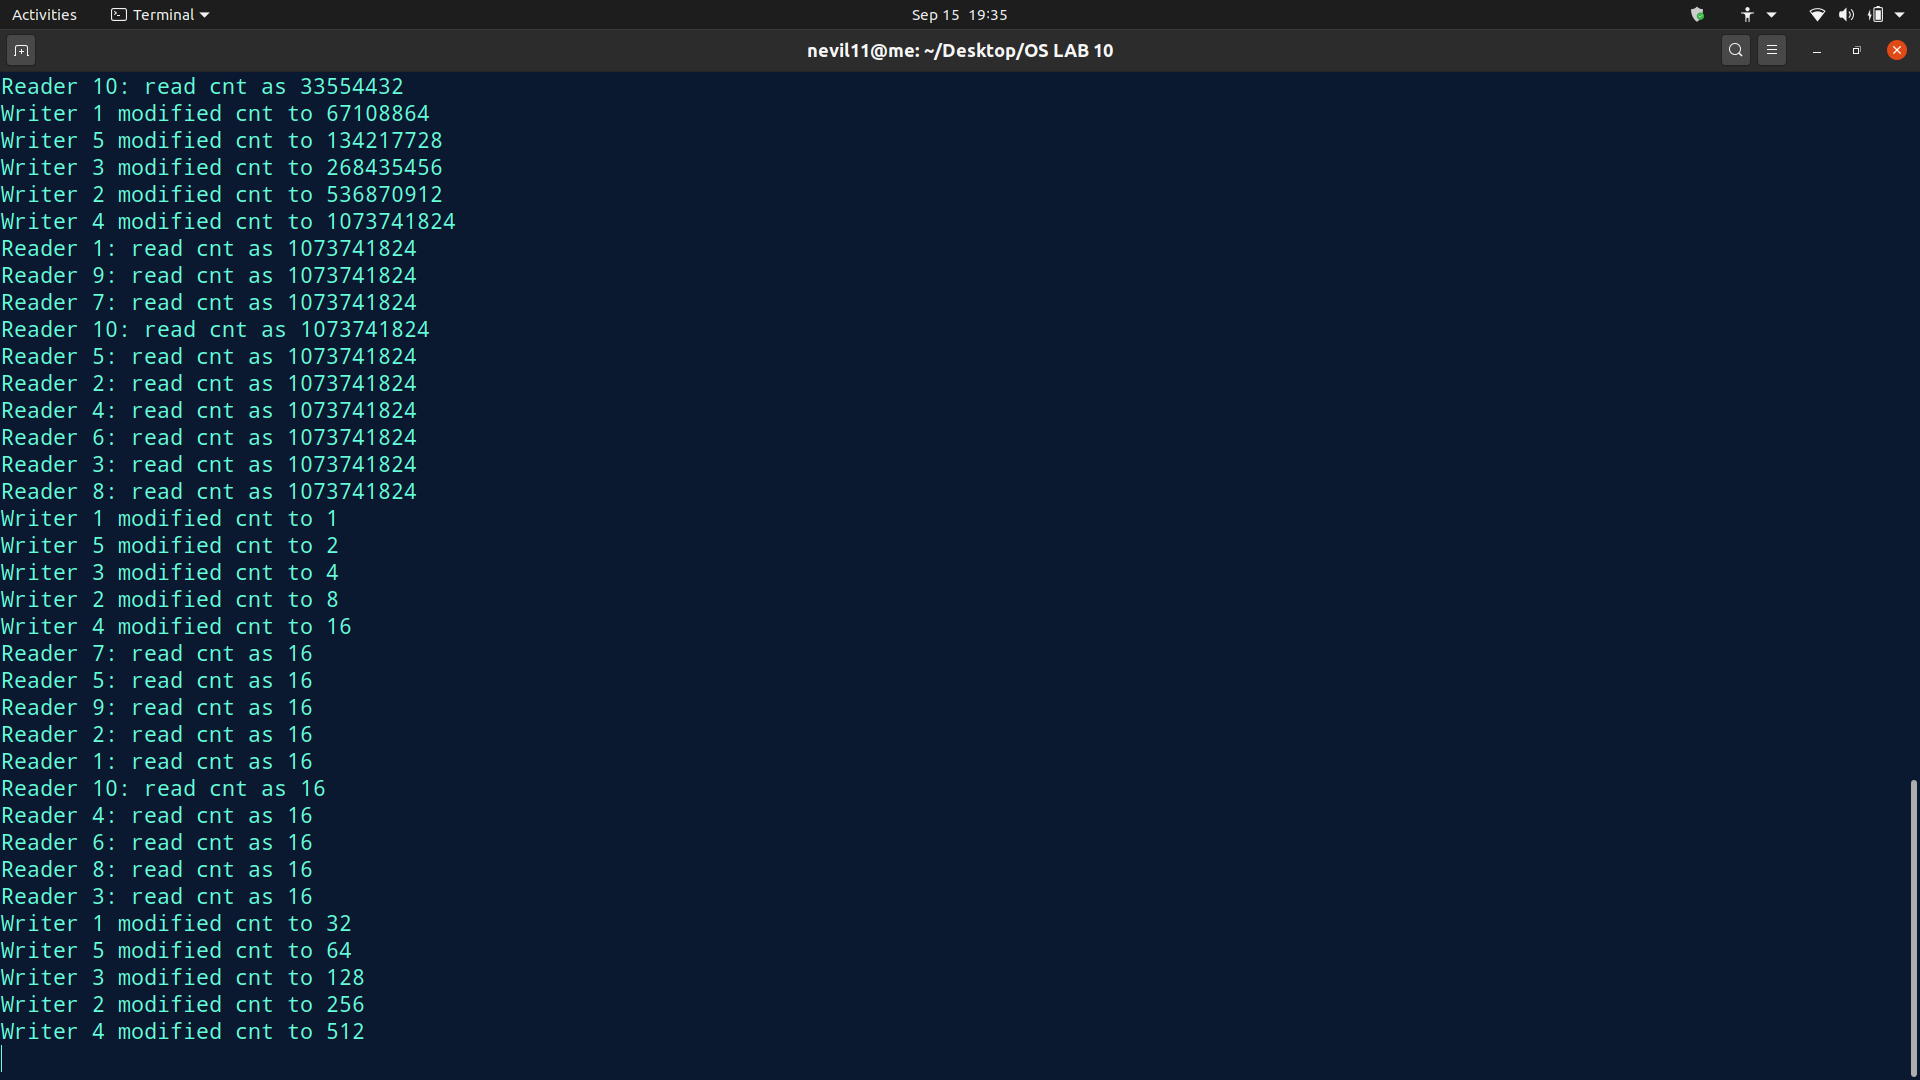 Activities Terminal Sep 15 19:35
nevil11@me: ~/Desktop/OS LAB 10
Reader 10: read cnt as 33554432
Writer 1 modified cnt to 67108864
Writer 5 modified cnt to 134217728
Writer 3 modified cnt to 268435456
Writer 2 modified cnt to 536870912
Writer 4 modified cnt to 1073741824
Reader 1: read cnt as 1073741824
Reader 9: read cnt as 1073741824
Reader 7: read cnt as 1073741824
Reader 10: read cnt as 1073741824
Reader 5: read cnt as 1073741824
Reader 2: read cnt as 1073741824
Reader 4: read cnt as 1073741824
Reader 6: read cnt as 1073741824
Reader 3: read cnt as 1073741824
Reader 8: read cnt as 1073741824
Writer 1 modified cnt to 1
Writer 5 modified cnt to 2
Writer 3 modified cnt to 4
Writer 2 modified cnt to 8
Writer 4 modified cnt to 16
Reader 7: read cnt as 16
Reader 5: read cnt as 16
Reader 9: read cnt as 16
Reader 2: read cnt as 16
Reader 1: read cnt as 16
Reader 10: read cnt as 16
Reader 4: read cnt as 16
Reader 6: read cnt as 16
Reader 8: read cnt as 16
Reader 3: read cnt as 16
Writer 1 modified cnt to 32
Writer 5 modified cnt to 64
Writer 3 modified cnt to 128
Writer 2 modified cnt to 256
Writer 4 modified cnt to 512